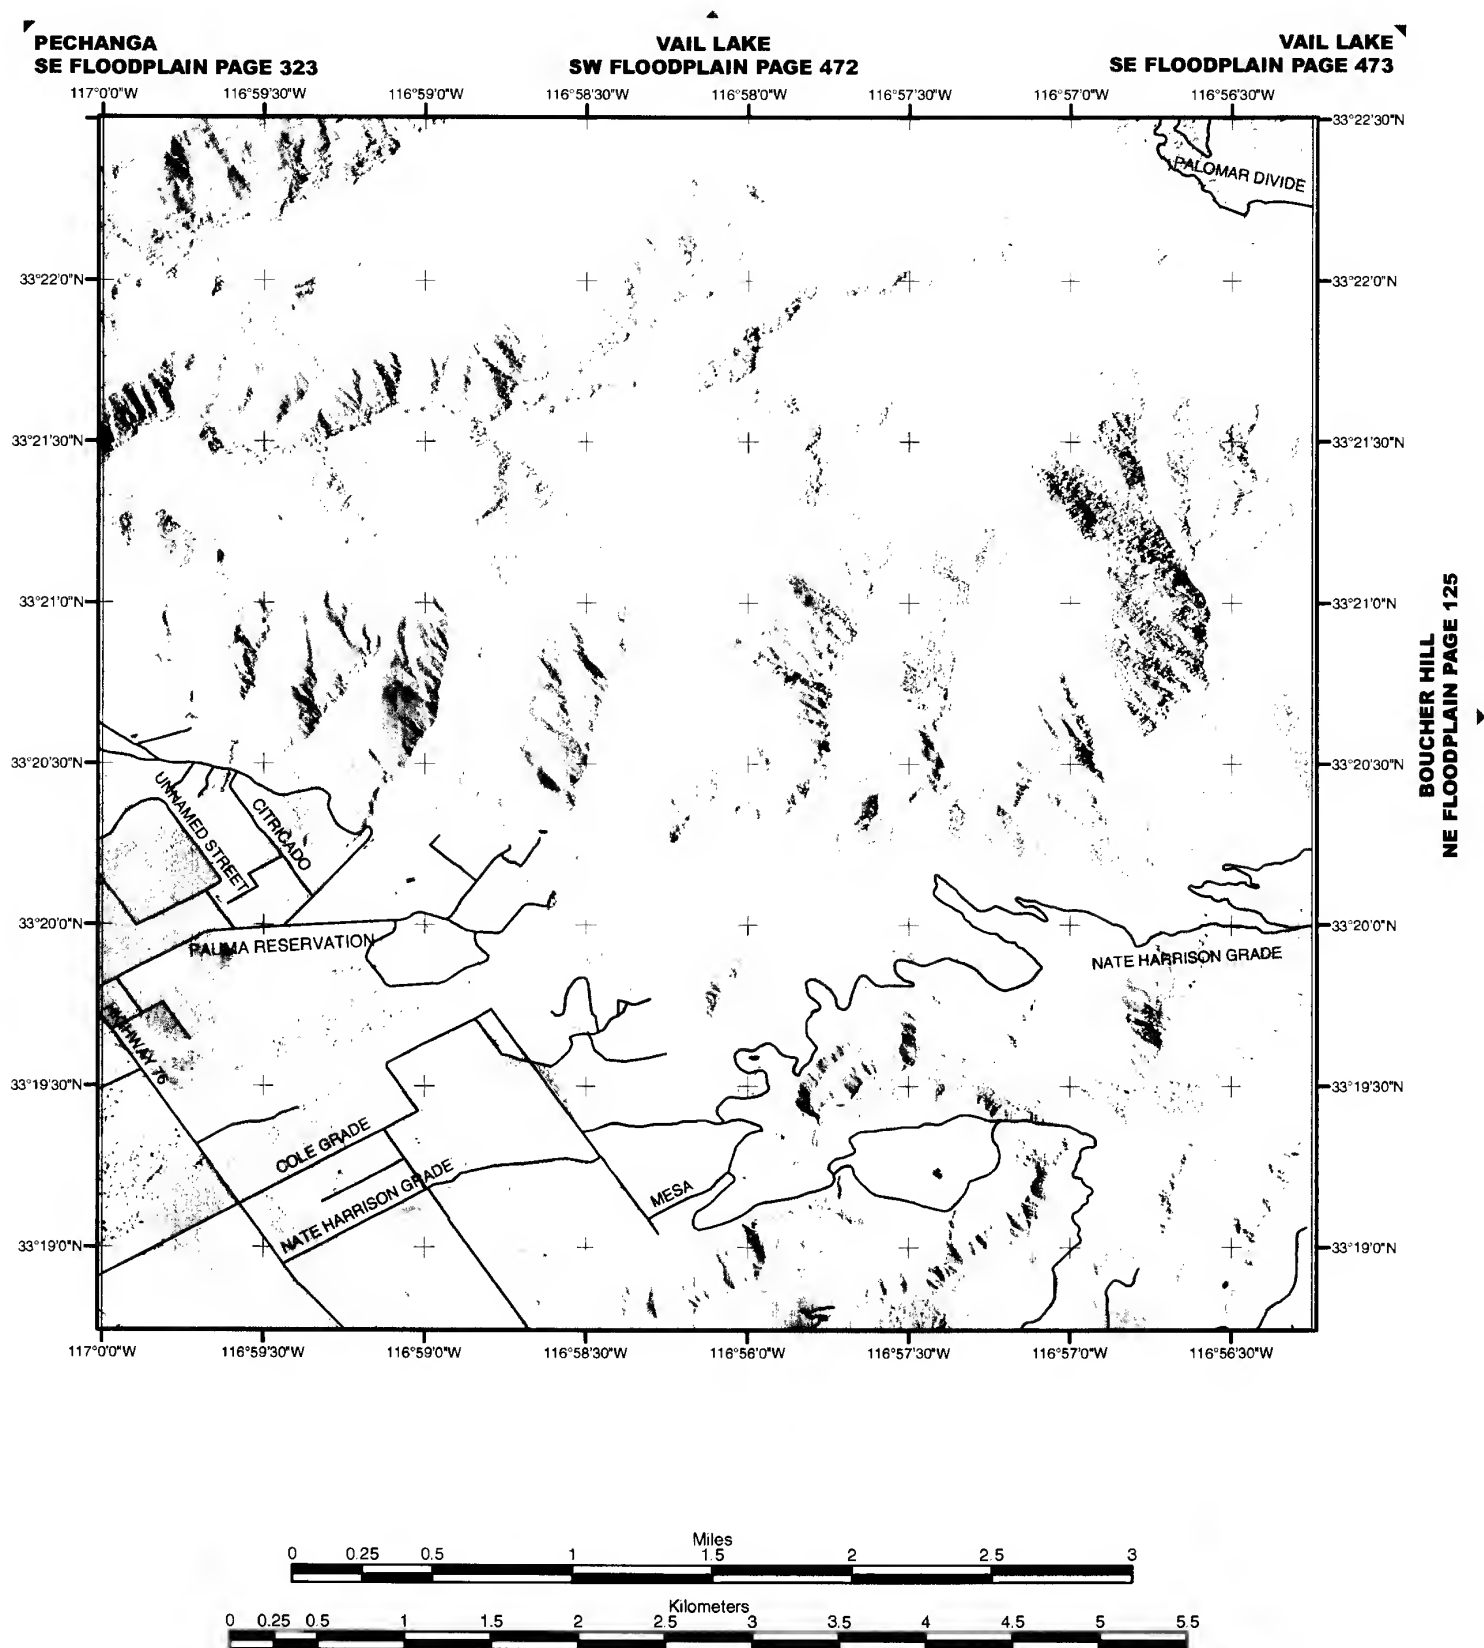 PECHANGA
SE FLOODPLAIN PAGE 323
VAIL LAKE
SW FLOODPLAIN PAGE 472
VAIL LAKE
SE FLOODPLAIN PAGE 473
117°0'0"W 116°59'30"W 116°59'0"W 116°58'30"W 116°58'0"W 116°57'30"W 116°57'0"W 116°56'30"W
33°22'30"N
PALOMAR DIVIDE
33°22'0"N 33°22'0"N
33°21'30"N 33°21'30"N
33°21'0"N 33°21'0"N
BOUCHER HILL
NE FLOODPLAIN PAGE 125
33°20'30"N 33°20'30"N
UNNAMED STREET
CITRICADO
33°20'0"N 33°20'0"N
PAUMA RESERVATION
NATE HARRISON GRADE
HIGHWAY 76
33°19'30"N 33°19'30"N
COLE GRADE
NATE HARRISON GRADE
MESA
33°19'0"N 33°19'0"N
117°0'0"W 116°59'30"W 116°59'0"W 116°58'30"W 116°56'0"W 116°57'30"W 116°57'0"W 116°56'30"W
Miles
0 0.25 0.5 1 1.5 2 2.5 3
Kilometers
0 0.25 0.5 1 1.5 2 2.5 3 3.5 4 4.5 5 5.5